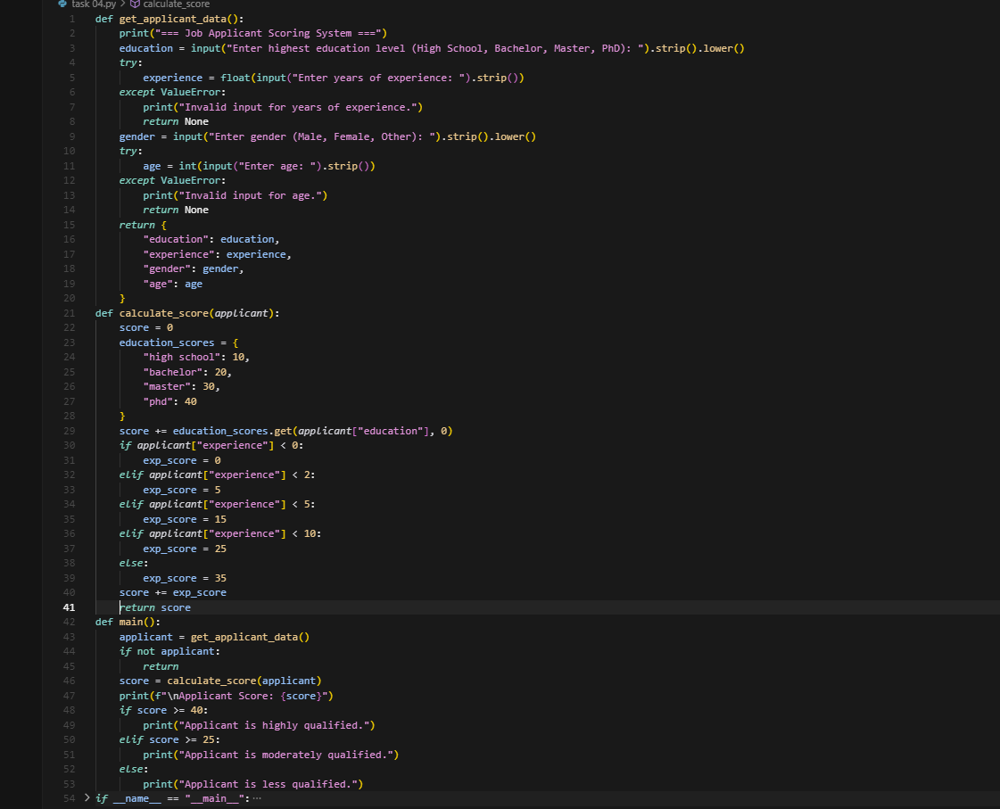 task 04.py > calculate_score
1 def get_applicant_data():
2     print("=== Job Applicant Scoring System ===")
3     education = input("Enter highest education level (High School, Bachelor, Master, PhD): ").strip().lower()
4     try:
5         experience = float(input("Enter years of experience: ").strip())
6     except ValueError:
7         print("Invalid input for years of experience.")
8         return None
9     gender = input("Enter gender (Male, Female, Other): ").strip().lower()
10     try:
11         age = int(input("Enter age: ").strip())
12     except ValueError:
13         print("Invalid input for age.")
14         return None
15     return {
16         "education": education,
17         "experience": experience,
18         "gender": gender,
19         "age": age
20     }
21 def calculate_score(applicant):
22     score = 0
23     education_scores = {
24         "high school": 10,
25         "bachelor": 20,
26         "master": 30,
27         "phd": 40
28     }
29     score += education_scores.get(applicant["education"], 0)
30     if applicant["experience"] < 0:
31         exp_score = 0
32     elif applicant["experience"] < 2:
33         exp_score = 5
34     elif applicant["experience"] < 5:
35         exp_score = 15
36     elif applicant["experience"] < 10:
37         exp_score = 25
38     else:
39         exp_score = 35
40     score += exp_score
41     return score
42 def main():
43     applicant = get_applicant_data()
44     if not applicant:
45         return
46     score = calculate_score(applicant)
47     print(f"\nApplicant Score: {score}")
48     if score >= 40:
49         print("Applicant is highly qualified.")
50     elif score >= 25:
51         print("Applicant is moderately qualified.")
52     else:
53         print("Applicant is less qualified.")
54 > if __name__ == "__main__":···